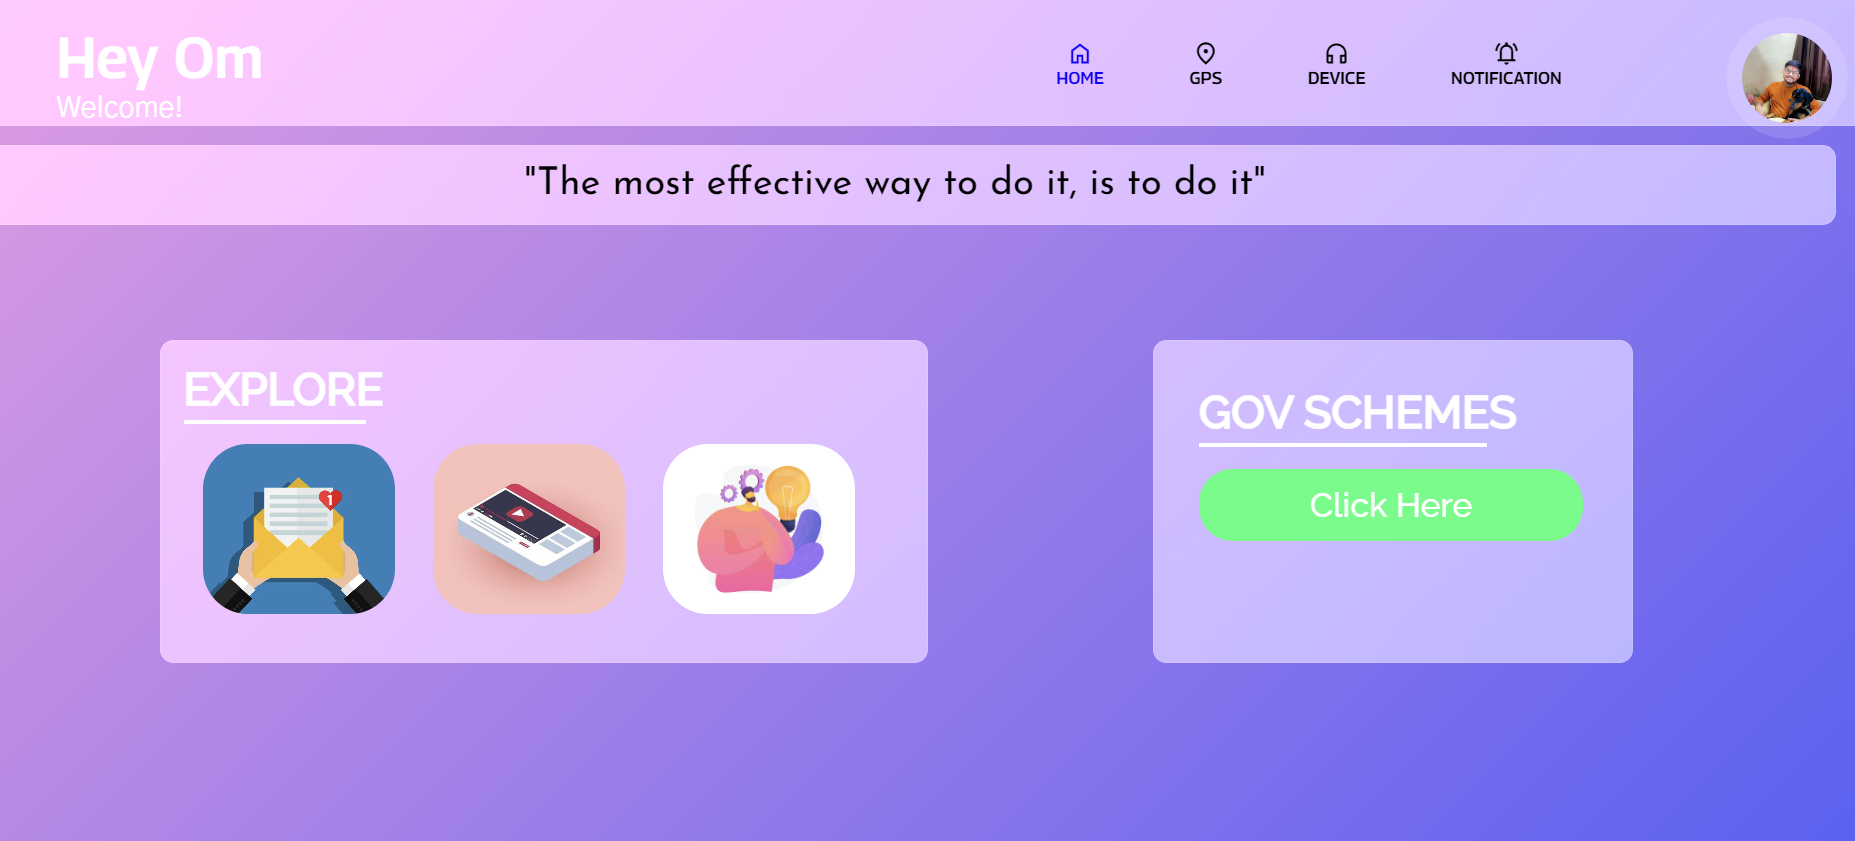 Hey Om
Welcome!
HOME
GPS
DEVICE
NOTIFICATION
"The most effective way to do it, is to do it"
EXPLORE
1
GOV SCHEMES
Click Here